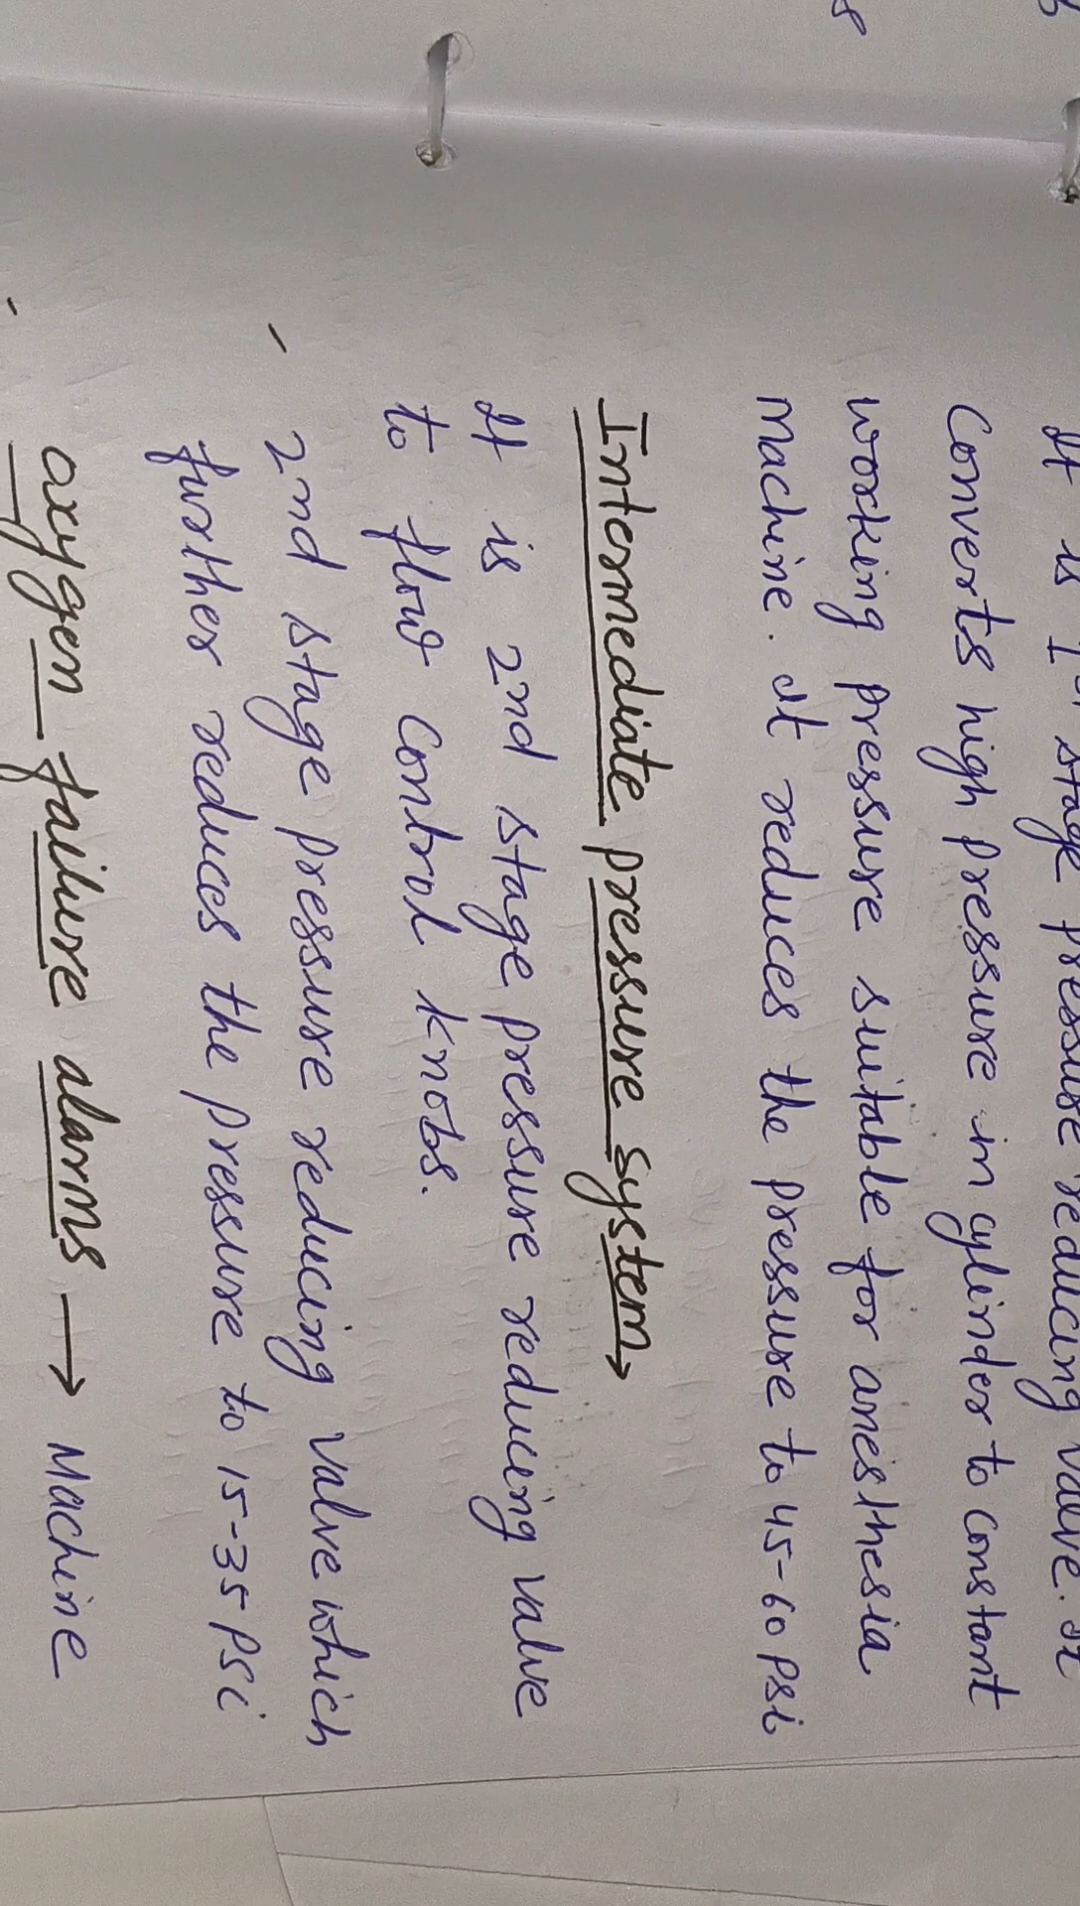 It is 1st stage pressure reducing valve. It
Converts high pressure in cylinder to constant
working pressure suitable for anesthesia
machine. It reduces the pressure to 45-60 psi
Intermediate pressure system →
It is 2nd stage pressure reducing valve
to flow control knobs.
- 2nd stage pressure reducing valve which
further reduces the pressure to 15-35 PSi
- oxygen failure alarms → Machine